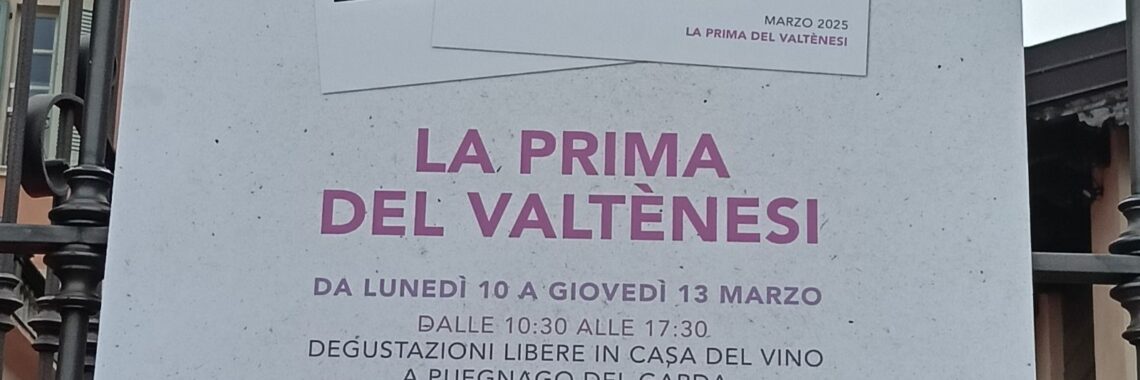 MARZO 2025
LA PRIMA DEL VALTÈNESI
LA PRIMA
DEL VALTÈNESI
DA LUNEDÌ 10 A GIOVEDÌ 13 MARZO
DALLE 10:30 ALLE 17:30
DEGUSTAZIONI LIBERE IN CASA DEL VINO
A PUEGNAGO DEL GARDA